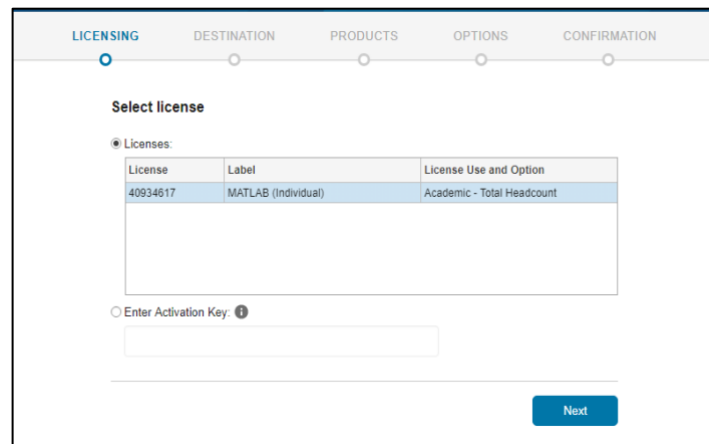 LICENSING DESTINATION PRODUCTS OPTIONS CONFIRMATION
Select license
Licenses:
License Label License Use and Option
40934617 MATLAB (Individual) Academic - Total Headcount
Enter Activation Key:
Next